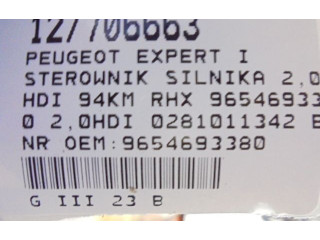 127706663
PEUGEOT EXPERT I
STEROWNIK SILNIKA 2,0
HDI 94KM RHX 96546933
0 2,0HDI 0281011342 E
NR OEM:9654693380
G III 23 B